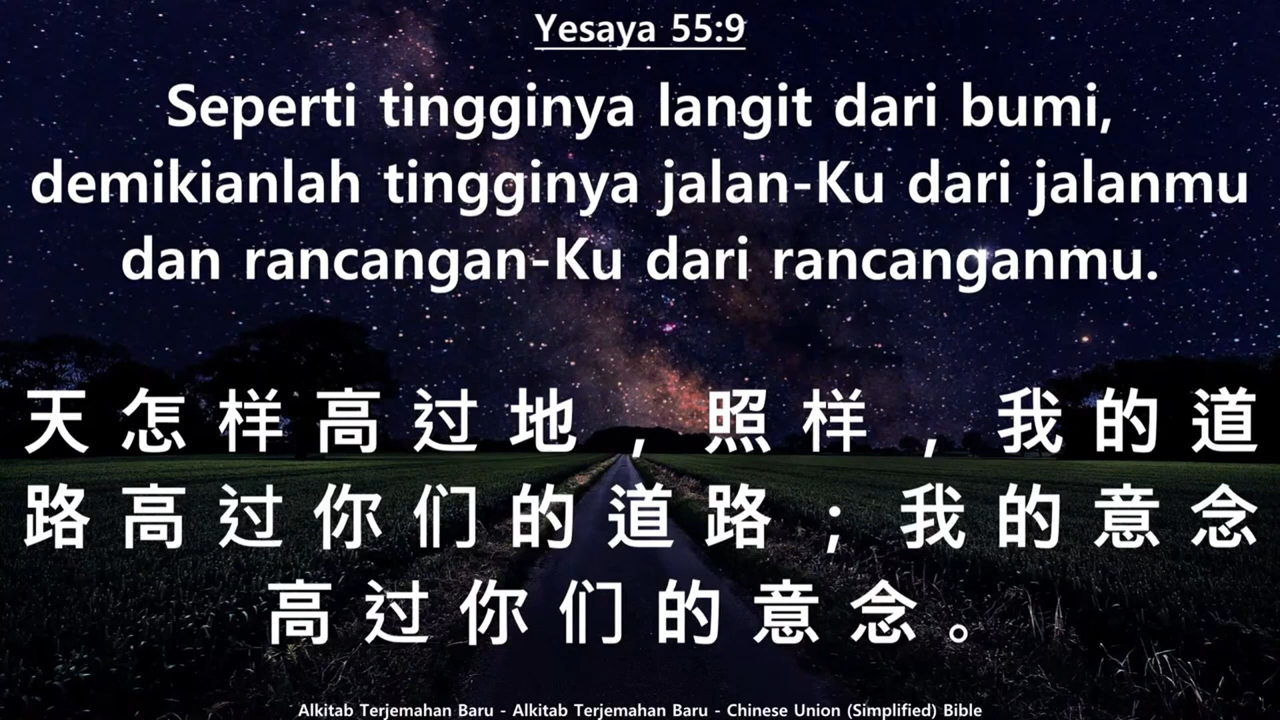 Yesaya 55:9
Seperti tingginya langit dari bumi,
demikianlah tingginya jalan-Ku dari jalanmu
dan rancangan-Ku dari rancanganmu.
天怎样高过地，照样，我的道
路高过你们的道路；我的意念
高过你们的意念。
Alkitab Terjemahan Baru - Alkitab Terjemahan Baru - Chinese Union (Simplified) Bible